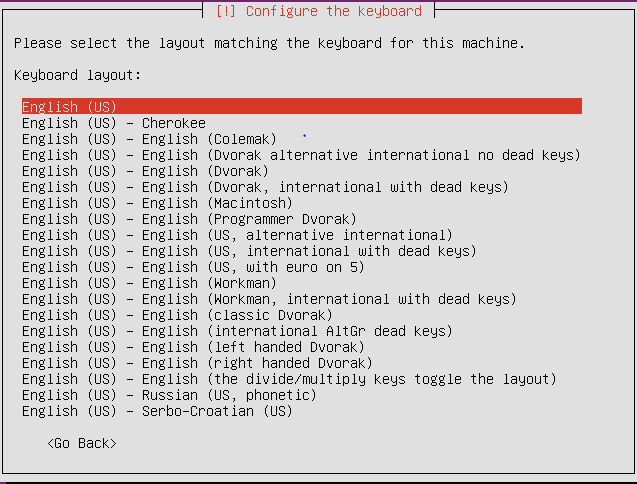 [!] Configure the keyboard
Please select the layout matching the keyboard for this machine.
Keyboard layout:
English (US)
English (US) - Cherokee
English (US) - English (Colemak)
English (US) - English (Dvorak alternative international no dead keys)
English (US) - English (Dvorak)
English (US) - English (Dvorak, international with dead keys)
English (US) - English (Macintosh)
English (US) - English (Programmer Dvorak)
English (US) - English (US, alternative international)
English (US) - English (US, international with dead keys)
English (US) - English (US, with euro on 5)
English (US) - English (Workman)
English (US) - English (Workman, international with dead keys)
English (US) - English (classic Dvorak)
English (US) - English (international AltGr dead keys)
English (US) - English (left handed Dvorak)
English (US) - English (right handed Dvorak)
English (US) - English (the divide/multiply keys toggle the layout)
English (US) - Russian (US, phonetic)
English (US) - Serbo-Croatian (US)
<Go Back>